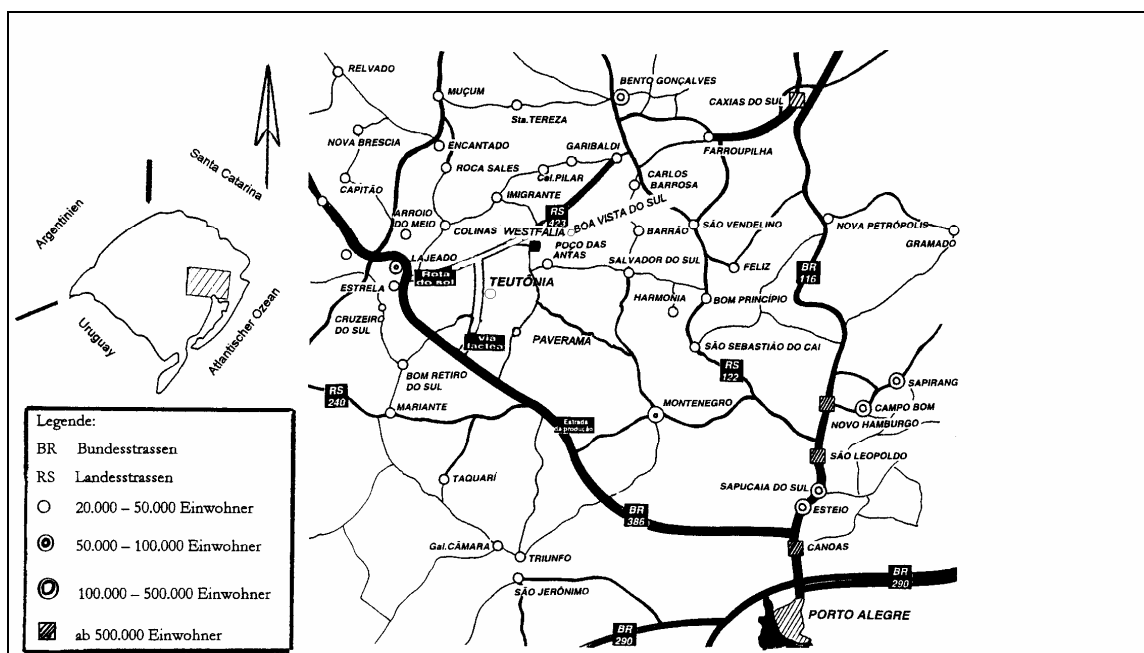 RELVADO
MUÇUM
Sta.TEREZA
BENTO GONÇALVES
CAXIAS DO SUL
NOVA BRESCIA
ENCANTADO
GARIBALDI
FARROUPILHA
ROCA SALES
Cel.PILAR
CARLOS
BARROSA
CAPITÃO
IMIGRANTE
RS
423
BOA VISTA DO SUL
ARROIO
DO MEIO
COLINAS
WESTFALIA
BARRÃO
SÃO VENDELINO
NOVA PETRÓPOLIS
GRAMADO
POÇO DAS
ANTAS
LAJEADO
Rota
do sol
SALVADOR DO SUL
FELIZ
BR
116
ESTRELA
TEUTÔNIA
HARMONIA
BOM PRINCÍPIO
CRUZEIRO
DO SUL
via
láctea
PAVERAMA
SÃO SEBASTIÃO DO CAI
BOM RETIRO
DO SUL
RS
122
RS
240
MARIANTE
MONTENEGRO
SAPIRANG
CAMPO BOM
NOVO HAMBURGO
Estrada
da produção
SÃO LEOPOLDO
TAQUARÍ
SAPUCAIA DO SUL
ESTEIO
BR
386
CANOAS
Gal.CÂMARA
TRIUNFO
SÃO JERÔNIMO
BR
290
PORTO ALEGRE
BR
290
Santa Catarina
Argentinien
Uruguay
Atlantischer Ozean
Legende:
BR Bundesstrassen
RS Landesstrassen
20.000 – 50.000 Einwohner
50.000 – 100.000 Einwohner
100.000 – 500.000 Einwohner
ab 500.000 Einwohner